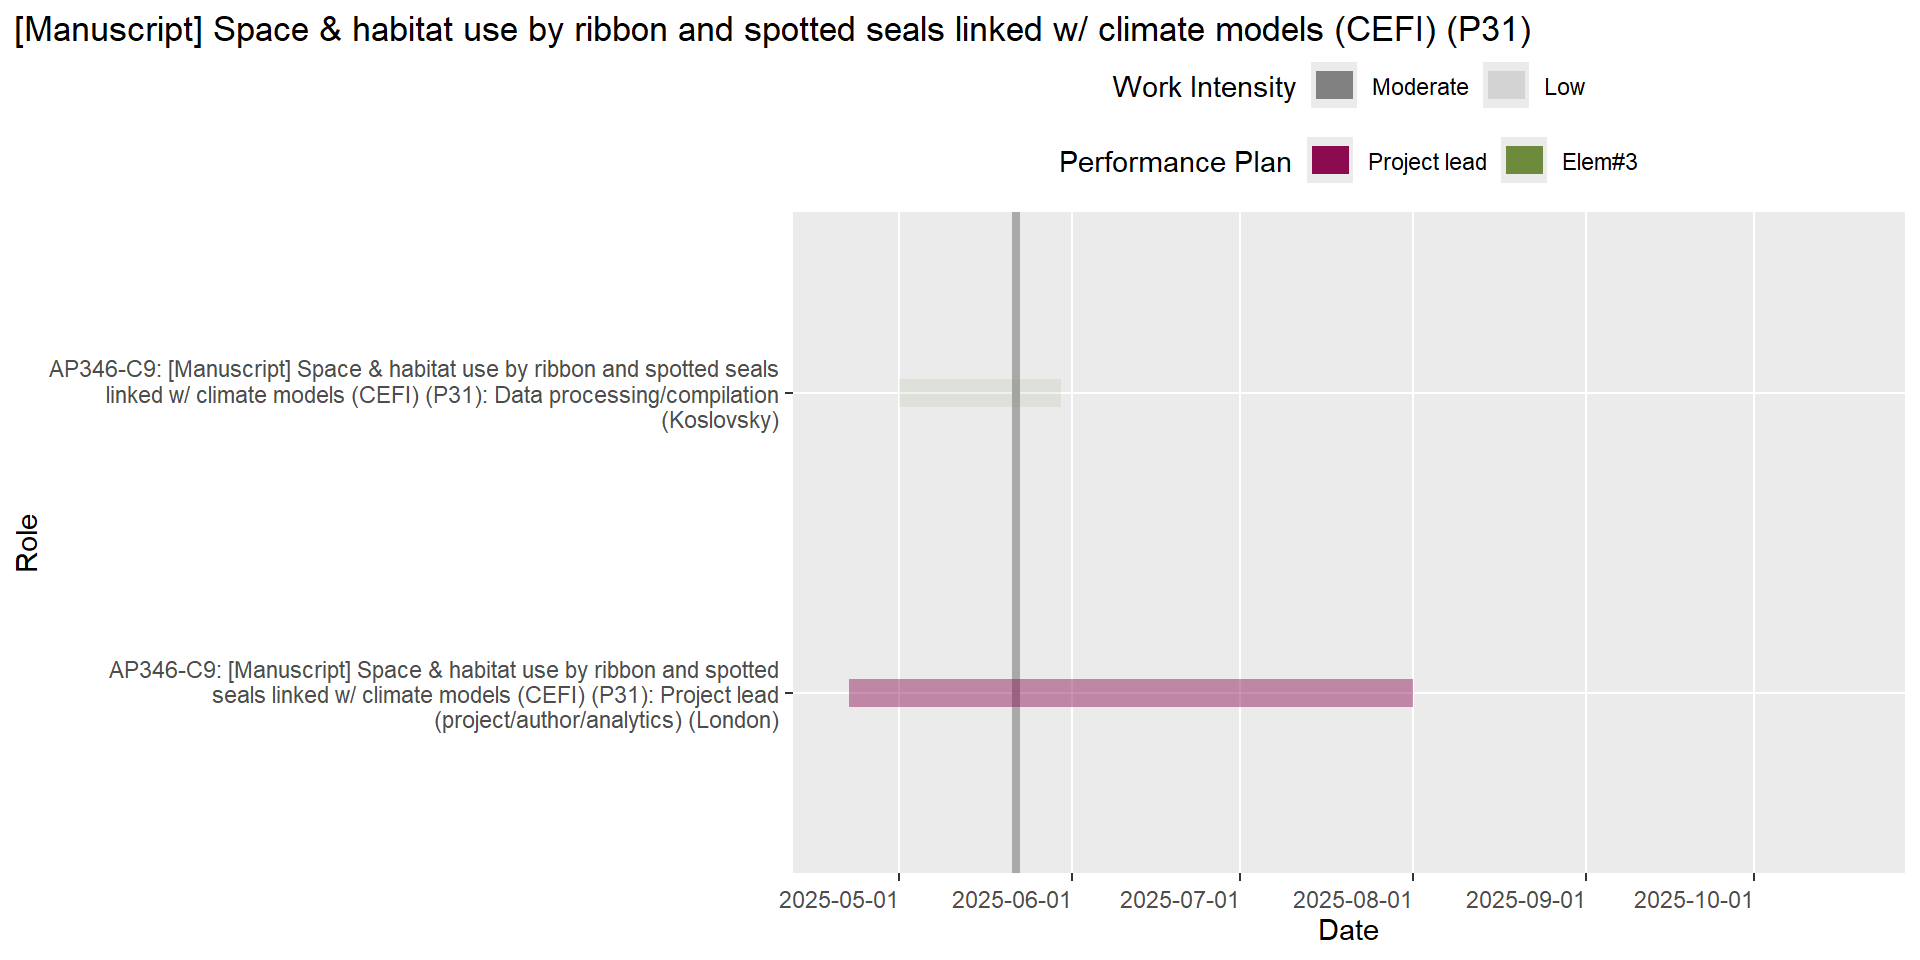 [Manuscript] Space & habitat use by ribbon and spotted seals linked w/ climate models (CEFI) (P31)
Work Intensity Moderate Low
Performance Plan Project lead Elem#3
AP346-C9: [Manuscript] Space & habitat use by ribbon and spotted seals
linked w/ climate models (CEFI) (P31): Data processing/compilation
(Koslovsky)
Role
AP346-C9: [Manuscript] Space & habitat use by ribbon and spotted
seals linked w/ climate models (CEFI) (P31): Project lead
(project/author/analytics) (London)
2025-05-01 2025-06-01 2025-07-01 2025-08-01 2025-09-01 2025-10-01
Date